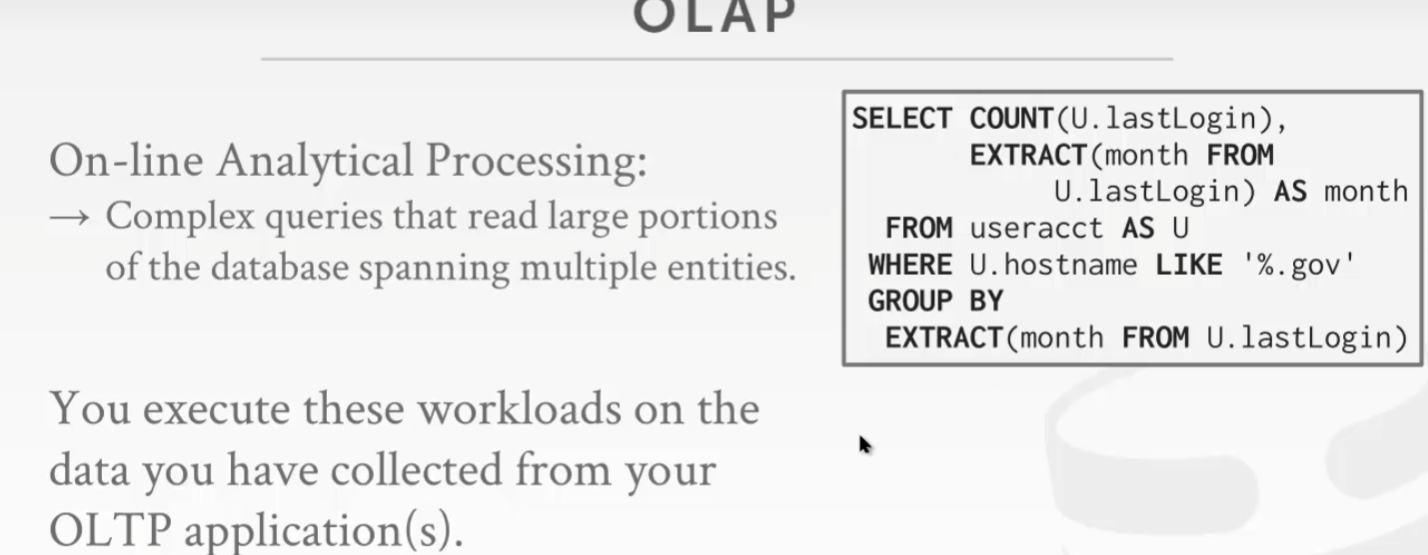 OLAP
On-line Analytical Processing:
→ Complex queries that read large portions
of the database spanning multiple entities.
You execute these workloads on the
data you have collected from your
OLTP application(s).
SELECT COUNT(U.lastLogin),
EXTRACT(month FROM
U.lastLogin) AS month
FROM useracct AS U
WHERE U.hostname LIKE '%.gov'
GROUP BY
EXTRACT(month FROM U.lastLogin)